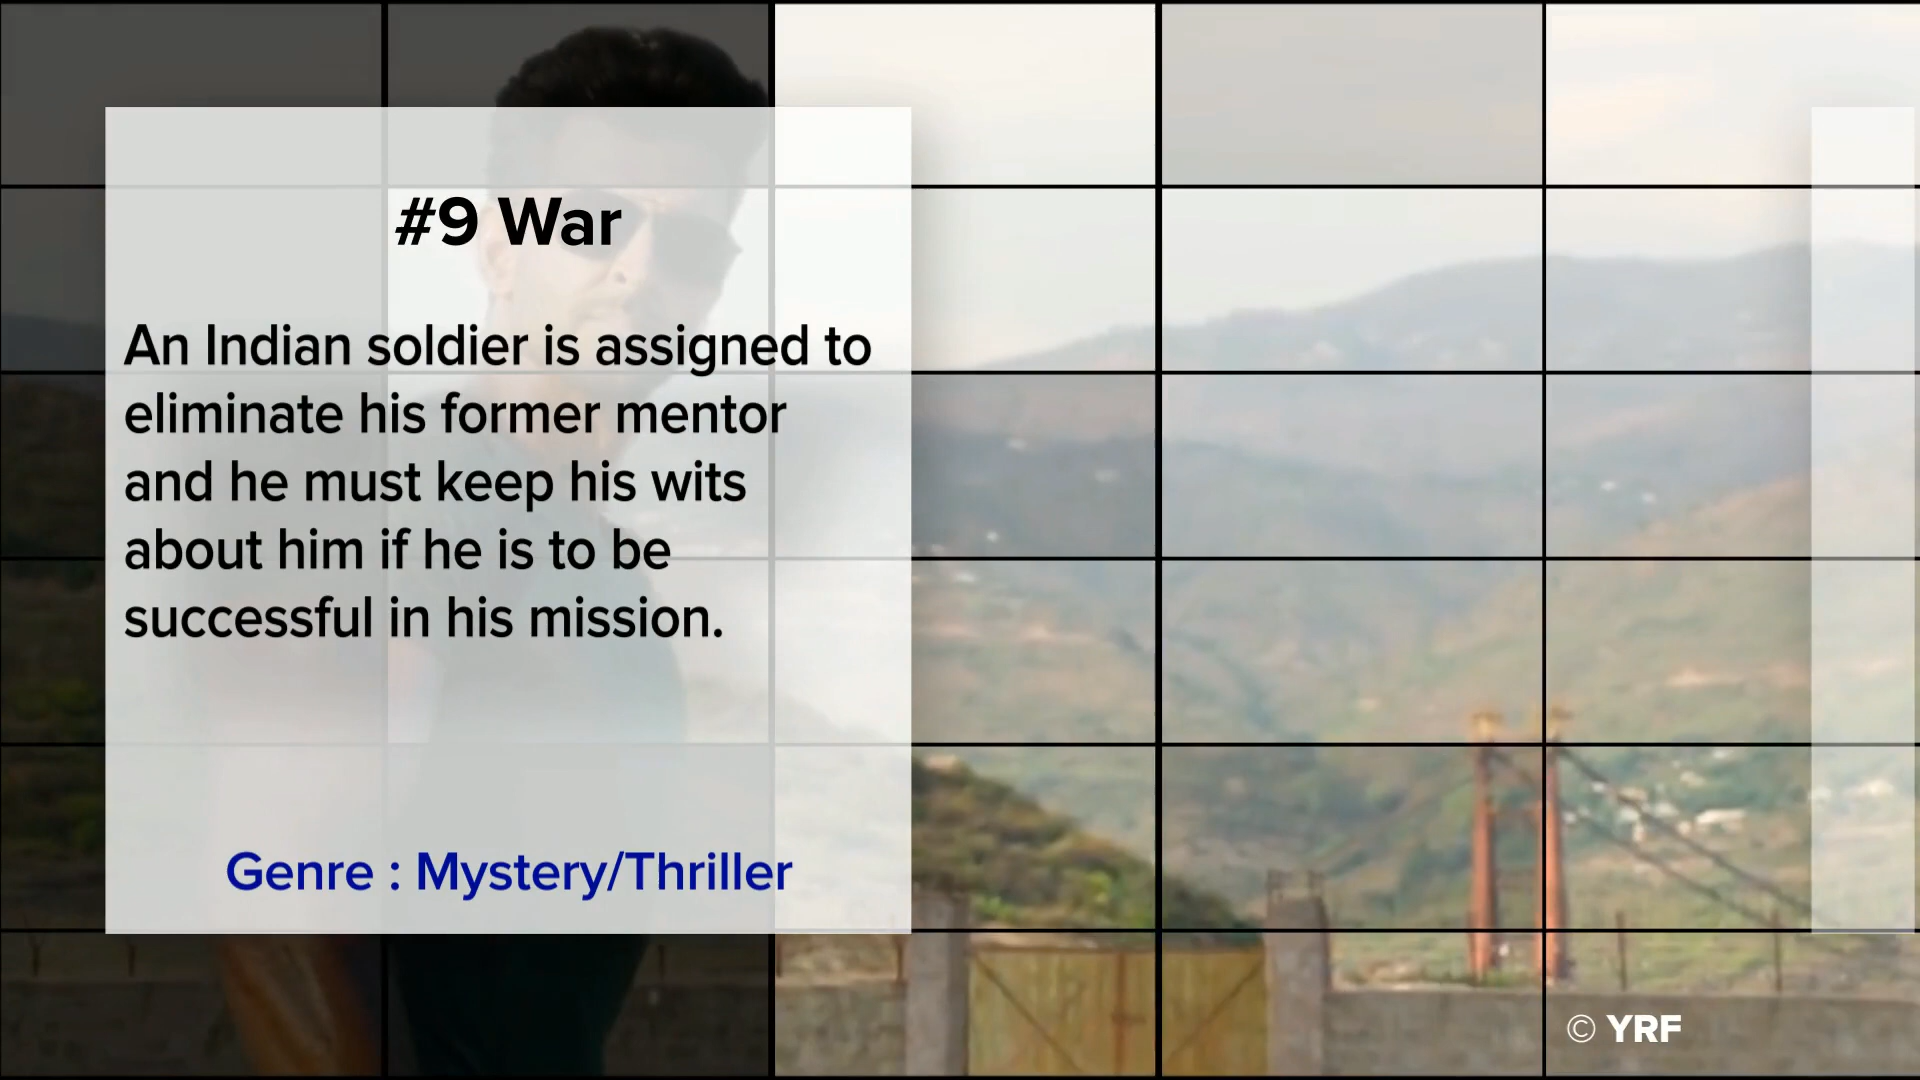 #9 War
An Indian soldier is assigned to
eliminate his former mentor
and he must keep his wits
about him if he is to be
successful in his mission.
Genre : Mystery/Thriller
© YRF